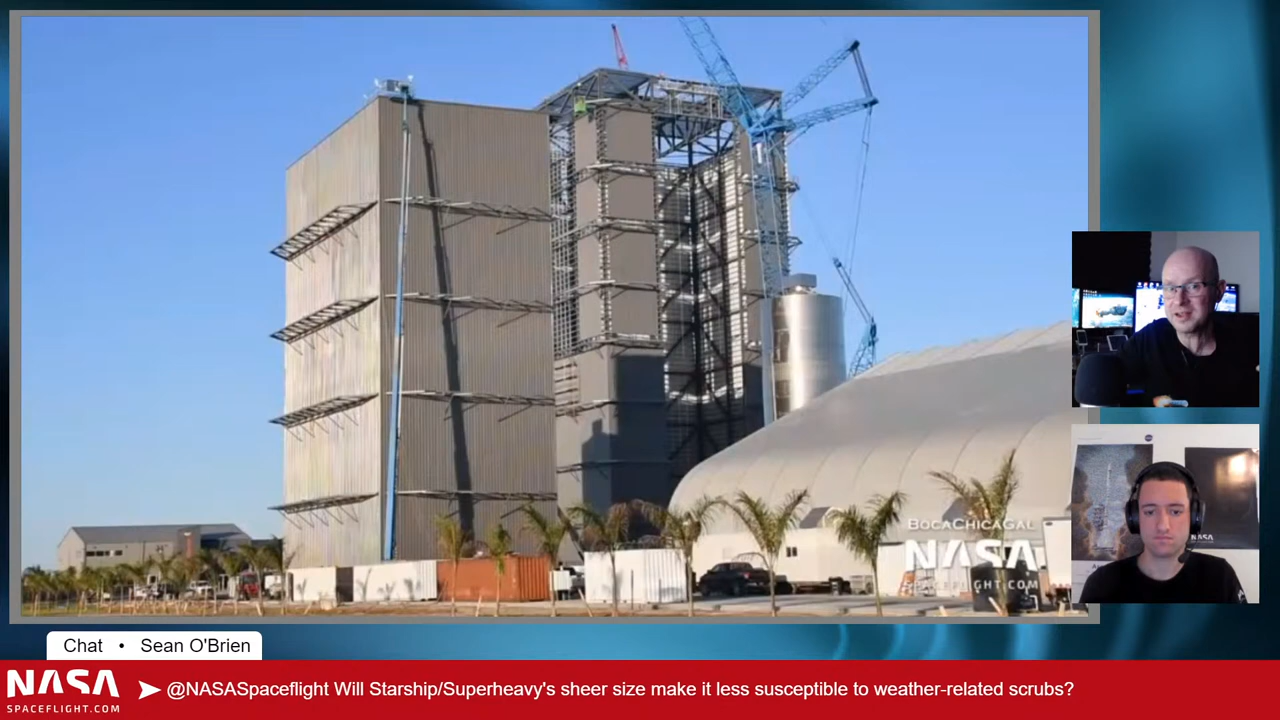 BOCACHICAGAL
NASA
SPACEFLIGHT.COM
NASA
Chat • Sean O'Brien
NASA
SPACEFLIGHT.COM
@NASASpaceflight Will Starship/Superheavy's sheer size make it less susceptible to weather-related scrubs?